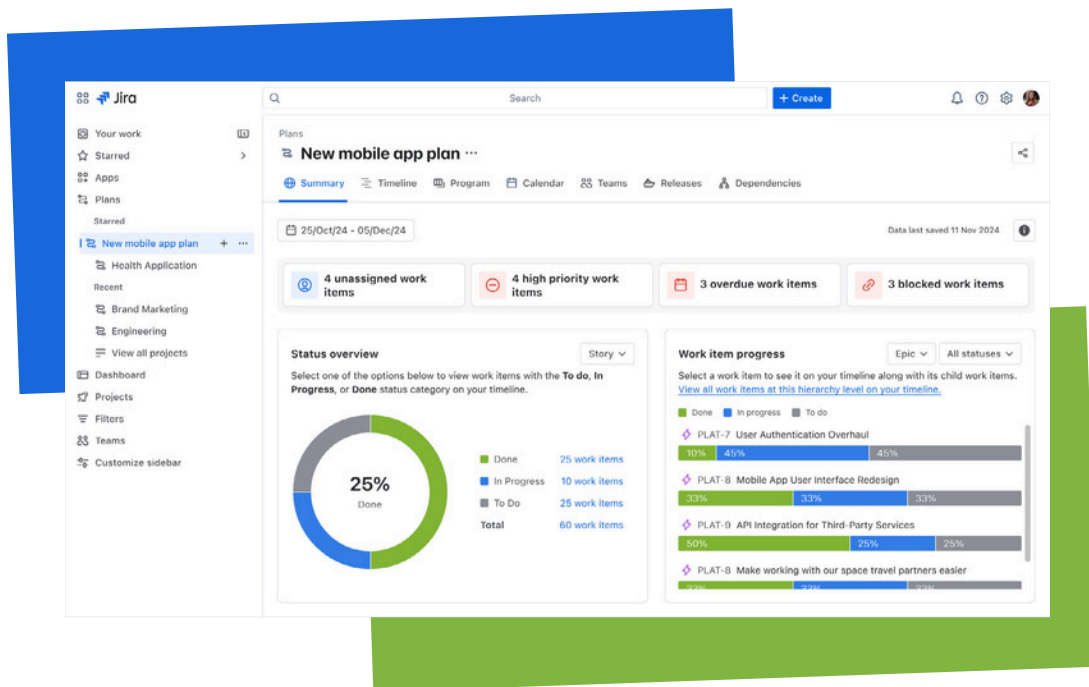 Jira
Search
+ Create
Your work
Starred
Apps
Plans
Starred
New mobile app plan
Health Application
Recent
Brand Marketing
Engineering
View all projects
Dashboard
Projects
Filters
Teams
Customize sidebar
Plans
New mobile app plan
Summary Timeline Program Calendar Teams Releases Dependencies
25/Oct/24 - 05/Dec/24
Data last saved 11 Nov 2024
4 unassigned work
items
4 high priority work
items
3 overdue work items
3 blocked work items
Status overview
Story
Select one of the options below to view work items with the To do, In
Progress, or Done status category on your timeline.
25%
Done
Done 25 work items
In Progress 10 work items
To Do 25 work items
Total 60 work items
Work item progress
Epic
All statuses
Select a work item to see it on your timeline along with its child work items.
View all work items at this hierarchy level on your timeline.
Done In progress To do
PLAT-7 User Authentication Overhaul
10% 45% 45%
PLAT-8 Mobile App User Interface Redesign
33% 33% 33%
PLAT-9 API Integration for Third-Party Services
50% 25% 25%
PLAT-8 Make working with our space travel partners easier
33% 33% 33%